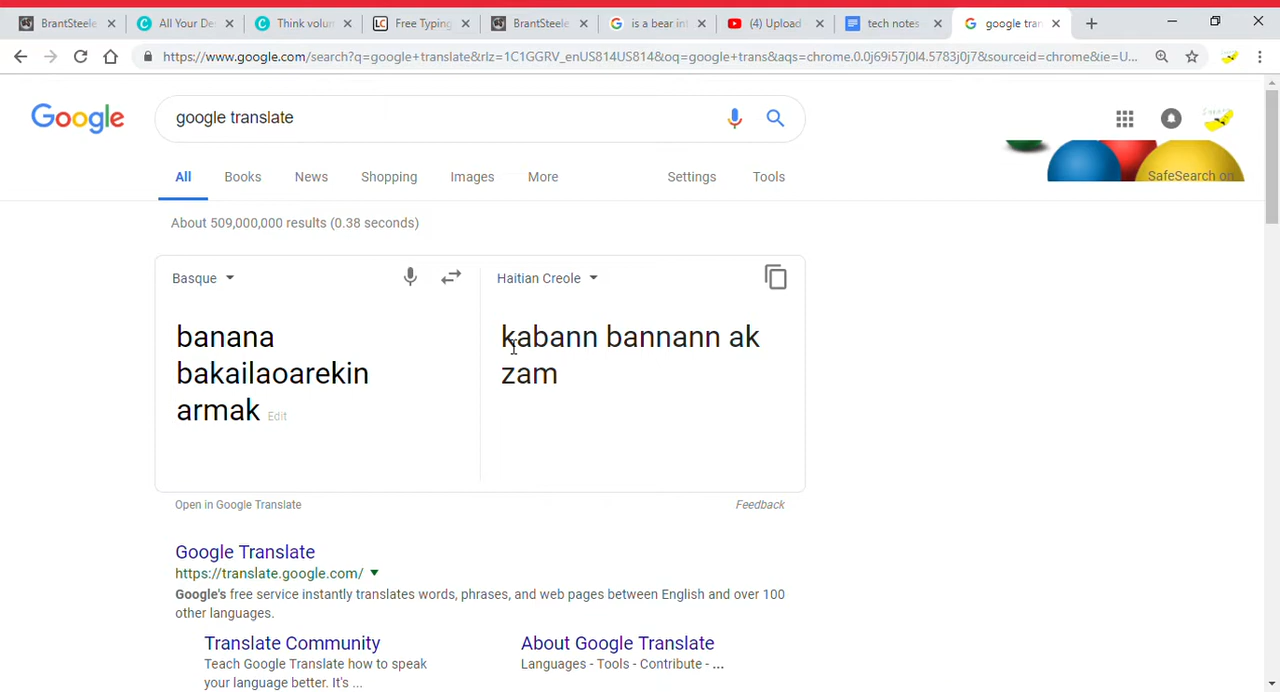 BrantSteele
All Your De
Think volun
Free Typing
BrantSteele
is a bear int
(4) Upload
tech notes
google tran
https://www.google.com/search?q=google+translate&rlz=1C1GGRV_enUS814US814&oq=google+trans&aqs=chrome.0.0j69i57j0l4.5783j0j7&sourceid=chrome&ie=U...
Google
google translate
All Books News Shopping Images More Settings Tools
SafeSearch on
About 509,000,000 results (0.38 seconds)
Basque
Haitian Creole
banana
bakailaoarekin
armak Edit
kabann bannann ak
zam
Open in Google Translate
Feedback
Google Translate
https://translate.google.com/
Google's free service instantly translates words, phrases, and web pages between English and over 100
other languages.
Translate Community
Teach Google Translate how to speak
your language better. It's ...
About Google Translate
Languages - Tools - Contribute - ...